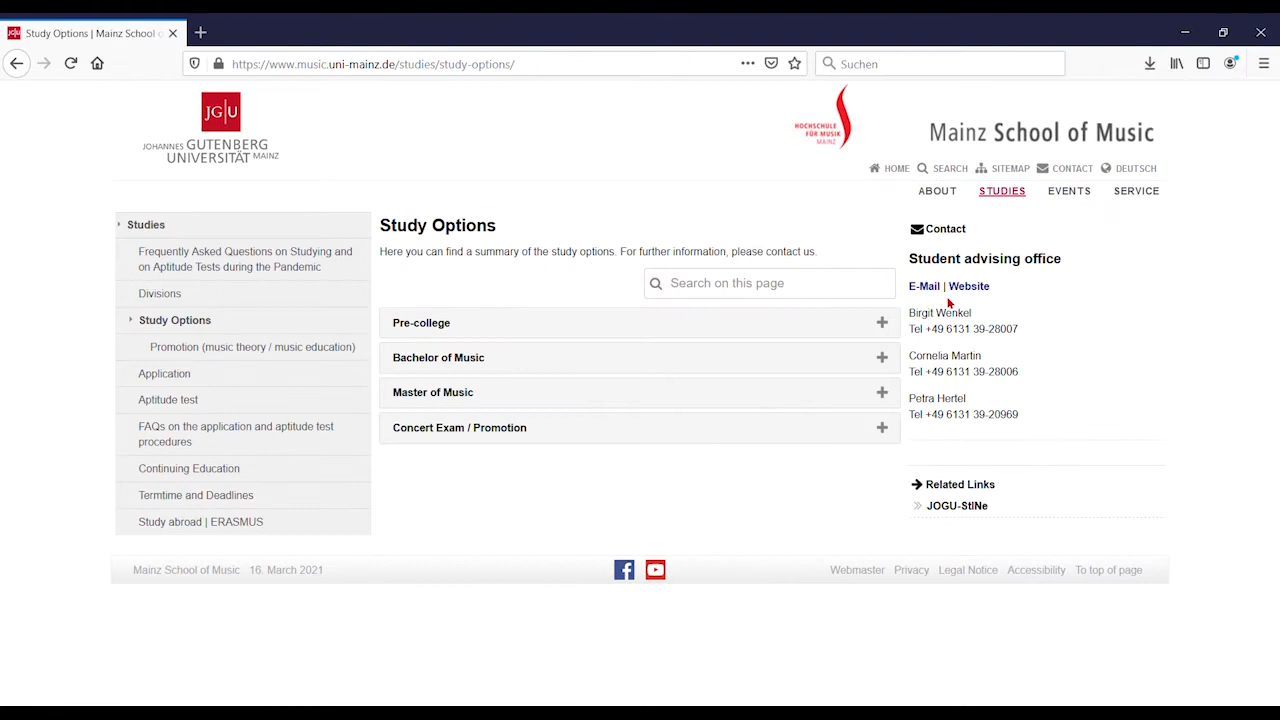 Study Options | Mainz School o
https://www.music.uni-mainz.de/studies/study-options/
Suchen
JG|U
JOHANNES GUTENBERG
UNIVERSITÄT MAINZ
HOCHSCHULE
FÜR MUSIK
MAINZ
Mainz School of Music
HOME SEARCH SITEMAP CONTACT DEUTSCH
ABOUT STUDIES EVENTS SERVICE
Studies
Frequently Asked Questions on Studying and
on Aptitude Tests during the Pandemic
Divisions
Study Options
Promotion (music theory / music education)
Application
Aptitude test
FAQs on the application and aptitude test
procedures
Continuing Education
Termtime and Deadlines
Study abroad | ERASMUS
Study Options
Here you can find a summary of the study options. For further information, please contact us.
Search on this page
Pre-college
Bachelor of Music
Master of Music
Concert Exam / Promotion
Contact
Student advising office
E-Mail | Website
Birgit Wenkel
Tel +49 6131 39-28007
Cornelia Martin
Tel +49 6131 39-28006
Petra Hertel
Tel +49 6131 39-20969
Related Links
JOGU-StINe
Mainz School of Music 16. March 2021
Webmaster Privacy Legal Notice Accessibility To top of page